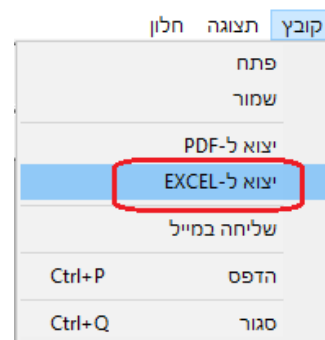 קובץ תצוגה חלון
פתח
שמור
יצוא ל-PDF
יצוא ל-EXCEL
שליחה במייל
הדפס Ctrl+P
סגור Ctrl+Q